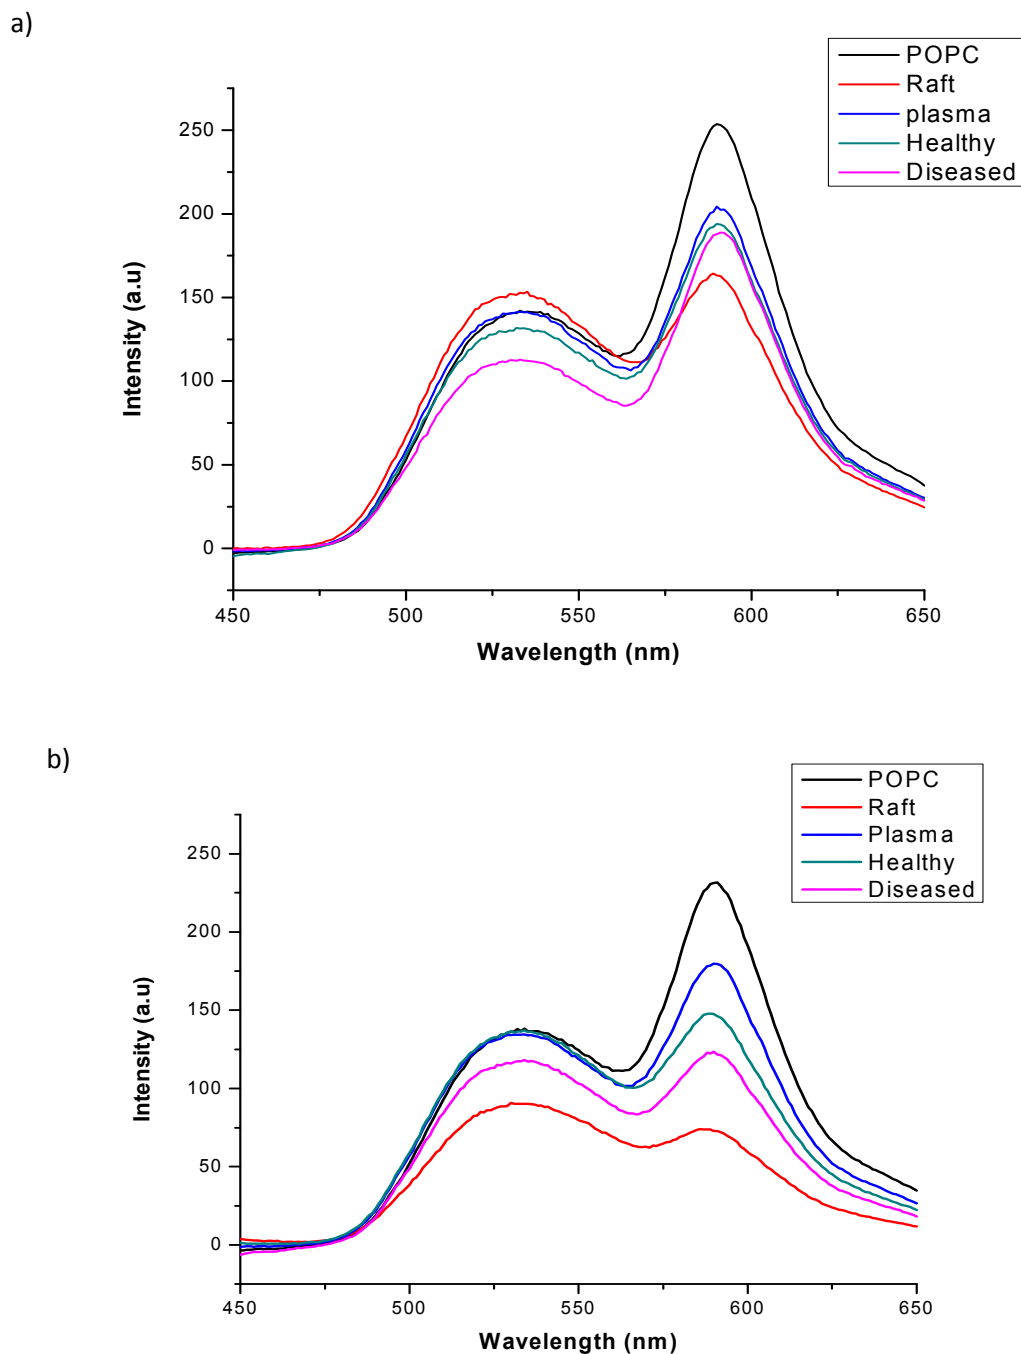 a)
POPC
Raft
plasma
Healthy
Diseased
250
200
150
100
50
0
Intensity (a.u)
450
500
550
600
650
Wavelength (nm)
b)
POPC
Raft
Plasma
Healthy
Diseased
250
200
150
100
50
0
Intensity (a.u)
450
500
550
600
650
Wavelength (nm)